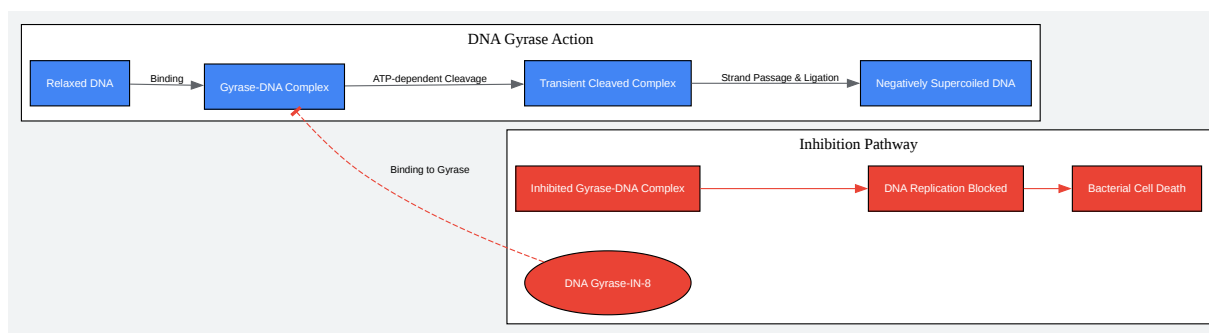 DNA Gyrase Action
Relaxed DNA
Binding
Gyrase-DNA Complex
ATP-dependent Cleavage
Transient Cleaved Complex
Strand Passage & Ligation
Negatively Supercoiled DNA
Inhibition Pathway
Binding to Gyrase
Inhibited Gyrase-DNA Complex
DNA Replication Blocked
Bacterial Cell Death
DNA Gyrase-IN-8